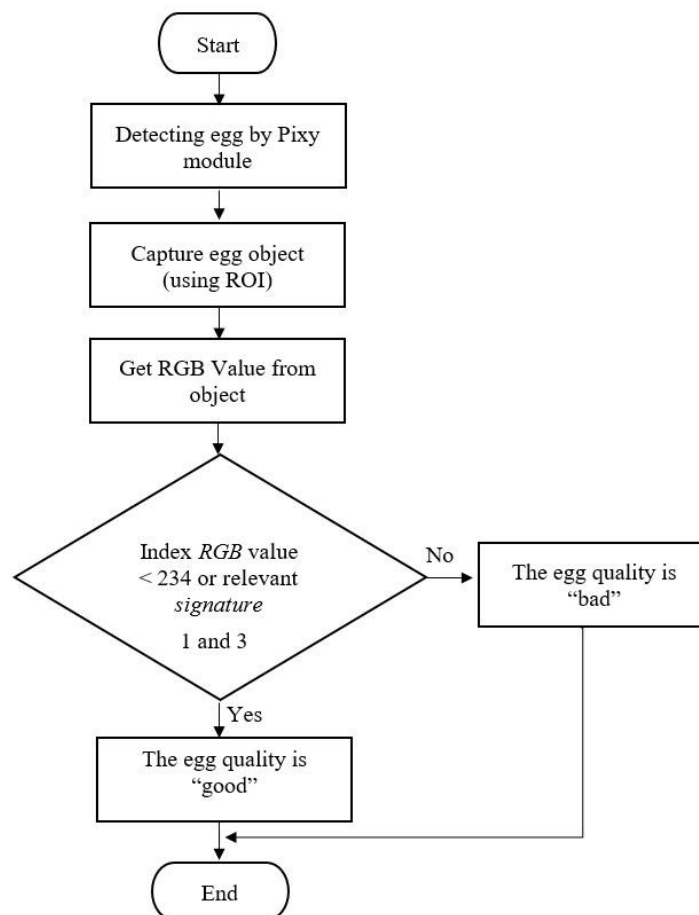 Start
Detecting egg by Pixy
module
Capture egg object
(using ROI)
Get RGB Value from
object
Index RGB value
< 234 or relevant
signature
1 and 3
No
The egg quality is
“bad”
Yes
The egg quality is
“good”
End